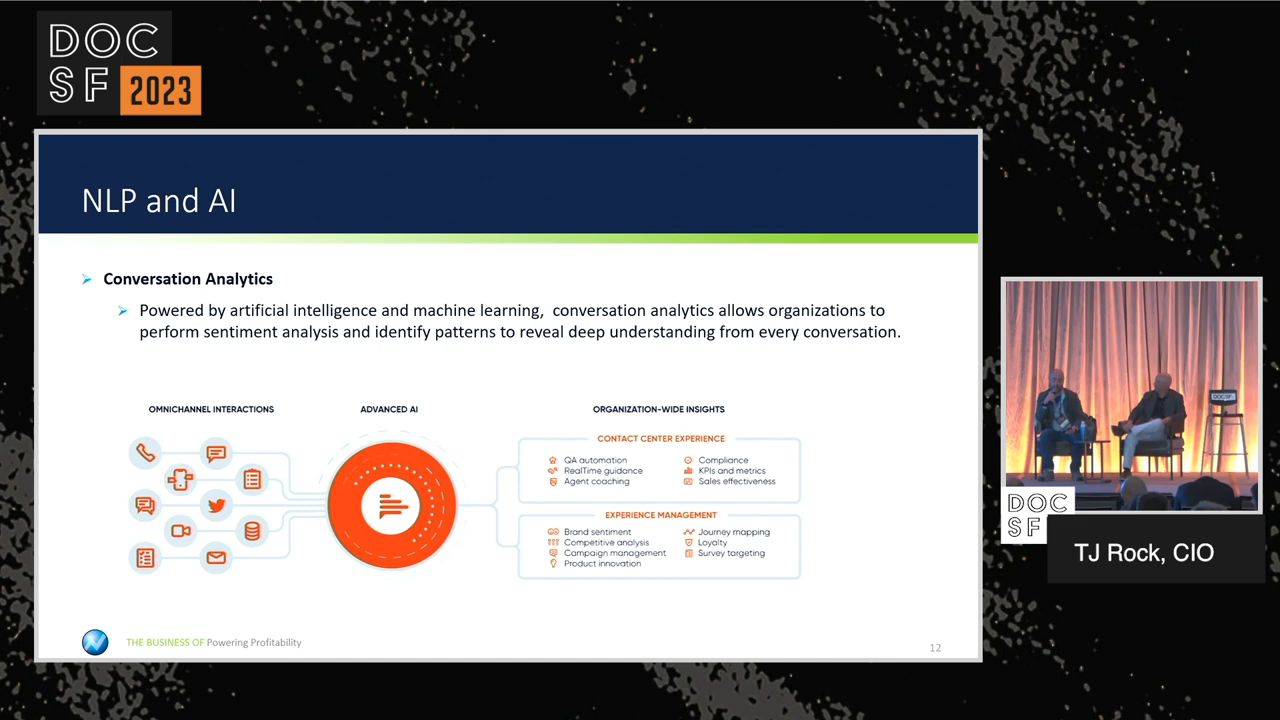 DOC
SF 2023
NLP and AI
Conversation Analytics
Powered by artificial intelligence and machine learning, conversation analytics allows organizations to
perform sentiment analysis and identify patterns to reveal deep understanding from every conversation.
OMNICHANNEL INTERACTIONS
ADVANCED AI
ORGANIZATION-WIDE INSIGHTS
CONTACT CENTER EXPERIENCE
QA automation
RealTime guidance
Agent coaching
Compliance
KPIs and metrics
Sales effectiveness
EXPERIENCE MANAGEMENT
Brand sentiment
Competitive analysis
Campaign management
Product innovation
Journey mapping
Loyalty
Survey targeting
THE BUSINESS OF Powering Profitability
12
DOCSF
DOC
SF
TJ Rock, CIO